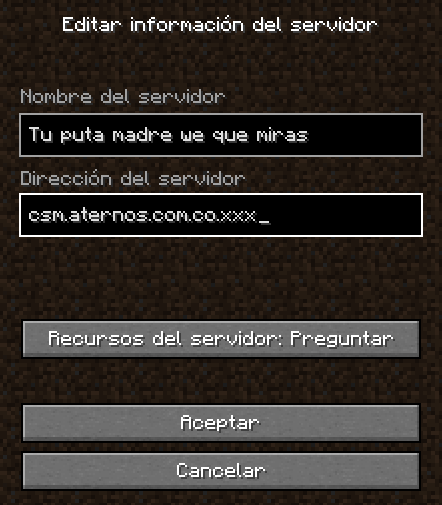 Editar información del servidor
Nombre del servidor
Tu puta madre we que miras
Dirección del servidor
csm.aternos.com.co.xxx_
Recursos del servidor: Preguntar
Aceptar
Cancelar